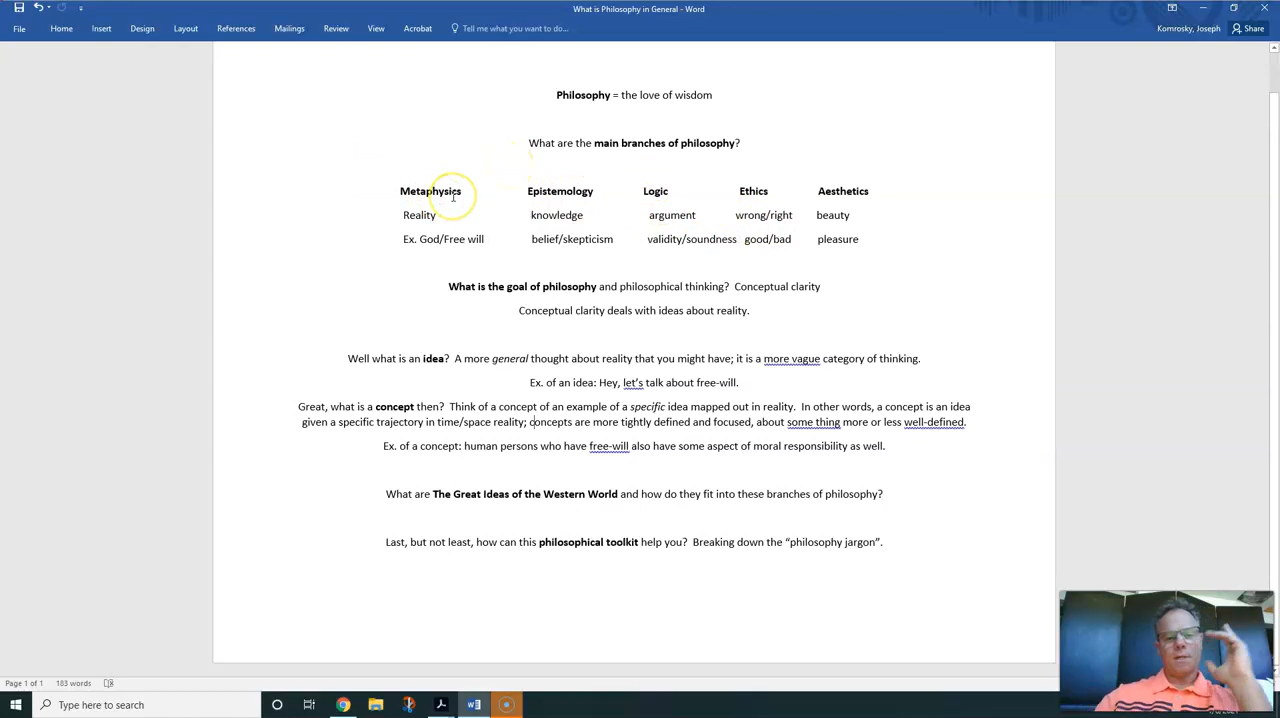 What is Philosophy in General - Word
File Home Insert Design Layout References Mailings Review View Acrobat Tell me what you want to do... Komrosky, Joseph Share
Philosophy = the love of wisdom
What are the main branches of philosophy?
Metaphysics Epistemology Logic Ethics Aesthetics
Reality knowledge argument wrong/right beauty
Ex. God/Free will belief/skepticism validity/soundness good/bad pleasure
What is the goal of philosophy and philosophical thinking? Conceptual clarity
Conceptual clarity deals with ideas about reality.
Well what is an idea? A more general thought about reality that you might have; it is a more vague category of thinking.
Ex. of an idea: Hey, let's talk about free-will.
Great, what is a concept then? Think of a concept of an example of a specific idea mapped out in reality. In other words, a concept is an idea
given a specific trajectory in time/space reality; concepts are more tightly defined and focused, about some thing more or less well-defined.
Ex. of a concept: human persons who have free-will also have some aspect of moral responsibility as well.
What are The Great Ideas of the Western World and how do they fit into these branches of philosophy?
Last, but not least, how can this philosophical toolkit help you? Breaking down the "philosophy jargon".
Page 1 of 1 183 words
Type here to search